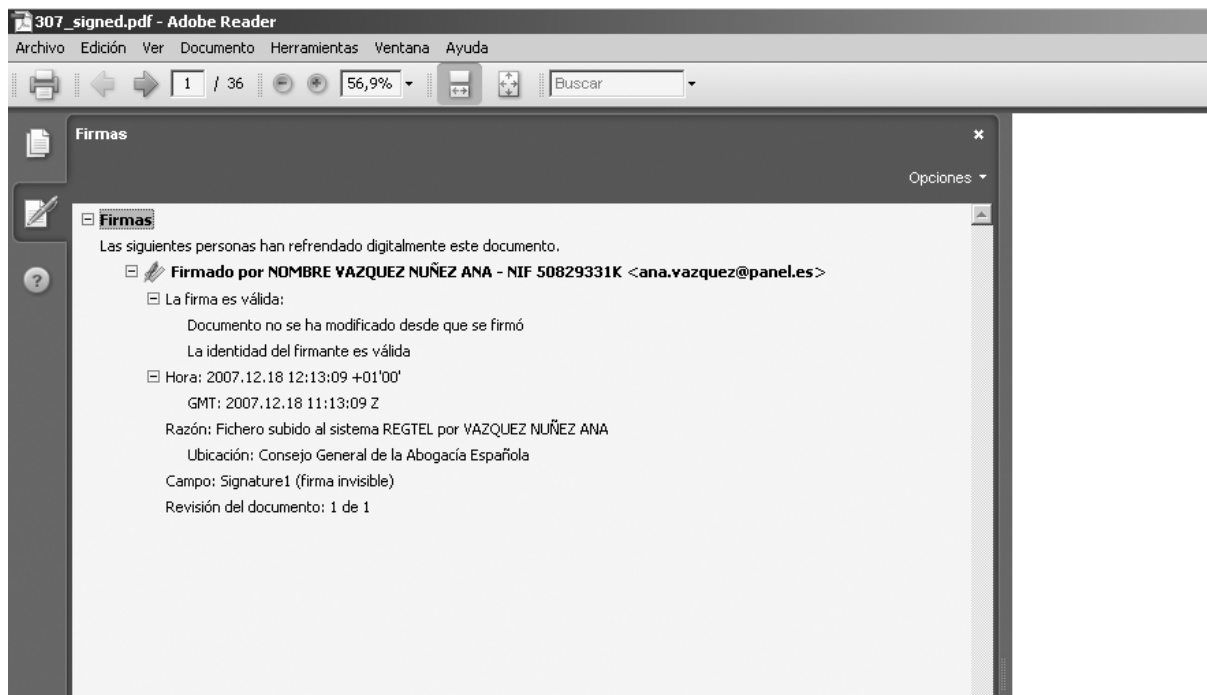 307_signed.pdf - Adobe Reader
Archivo Edición Ver Documento Herramientas Ventana Ayuda
1 / 36 56,9% Buscar
Firmas
Opciones
Firmas
Las siguientes personas han refrendado digitalmente este documento.
Firmado por NOMBRE VAZQUEZ NUÑEZ ANA - NIF 50829331K <ana.vazquez@panel.es>
La firma es válida:
Documento no se ha modificado desde que se firmó
La identidad del firmante es válida
Hora: 2007.12.18 12:13:09 +01'00'
GMT: 2007.12.18 11:13:09 Z
Razón: Fichero subido al sistema REGTEL por VAZQUEZ NUÑEZ ANA
Ubicación: Consejo General de la Abogacía Española
Campo: Signature1 (firma invisible)
Revisión del documento: 1 de 1